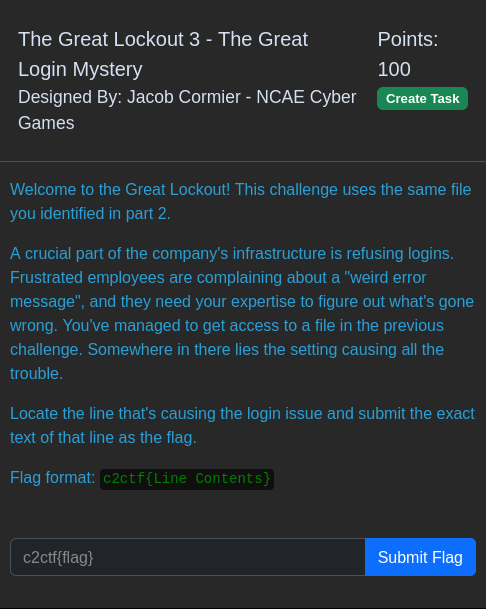 The Great Lockout 3 - The Great
Login Mystery
Designed By: Jacob Cormier - NCAE Cyber
Games
Points:
100
Create Task
Welcome to the Great Lockout! This challenge uses the same file
you identified in part 2.
A crucial part of the company's infrastructure is refusing logins.
Frustrated employees are complaining about a "weird error
message", and they need your expertise to figure out what's gone
wrong. You've managed to get access to a file in the previous
challenge. Somewhere in there lies the setting causing all the
trouble.
Locate the line that's causing the login issue and submit the exact
text of that line as the flag.
Flag format: c2ctf{Line Contents}
c2ctf{flag}
Submit Flag